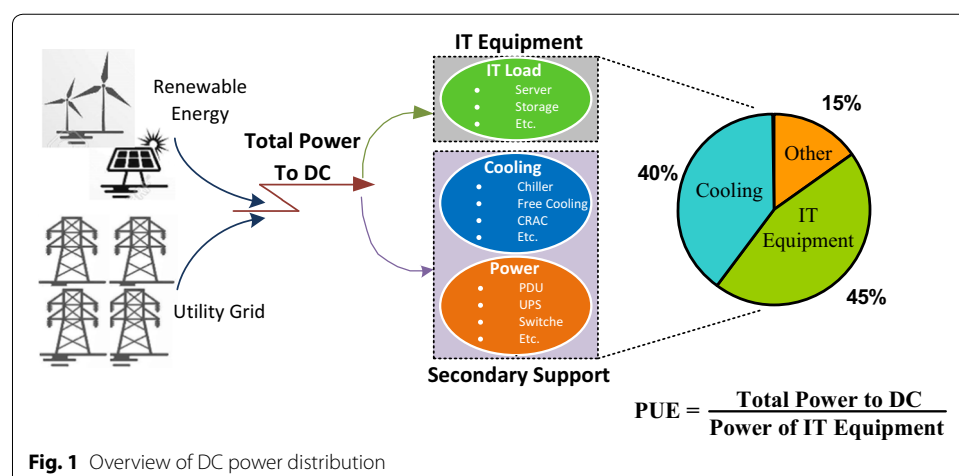 IT Equipment
Renewable
Energy
Total Power
To DC
Utility Grid
IT Load
• Server
• Storage
• Etc.
Cooling
• Chiller
• Free Cooling
• CRAC
• Etc.
Power
• PDU
• UPS
• Switche
• Etc.
Secondary Support
15%
Other
40%
Cooling
IT
Equipment
45%
PUE = Total Power to DC
Power of IT Equipment
Fig. 1 Overview of DC power distribution